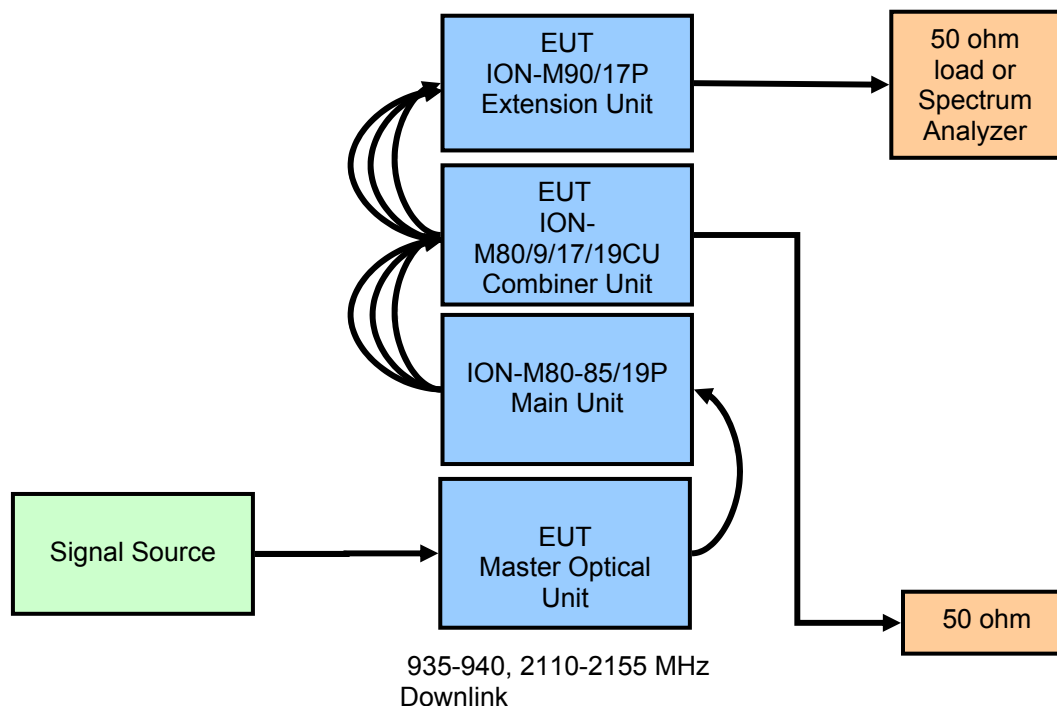 EUT
ION-M90/17P
Extension Unit
50 ohm
load or
Spectrum
Analyzer
EUT
ION-
M80/9/17/19CU
Combiner Unit
ION-M80-85/19P
Main Unit
Signal Source
EUT
Master Optical
Unit
50 ohm
935-940, 2110-2155 MHz
Downlink